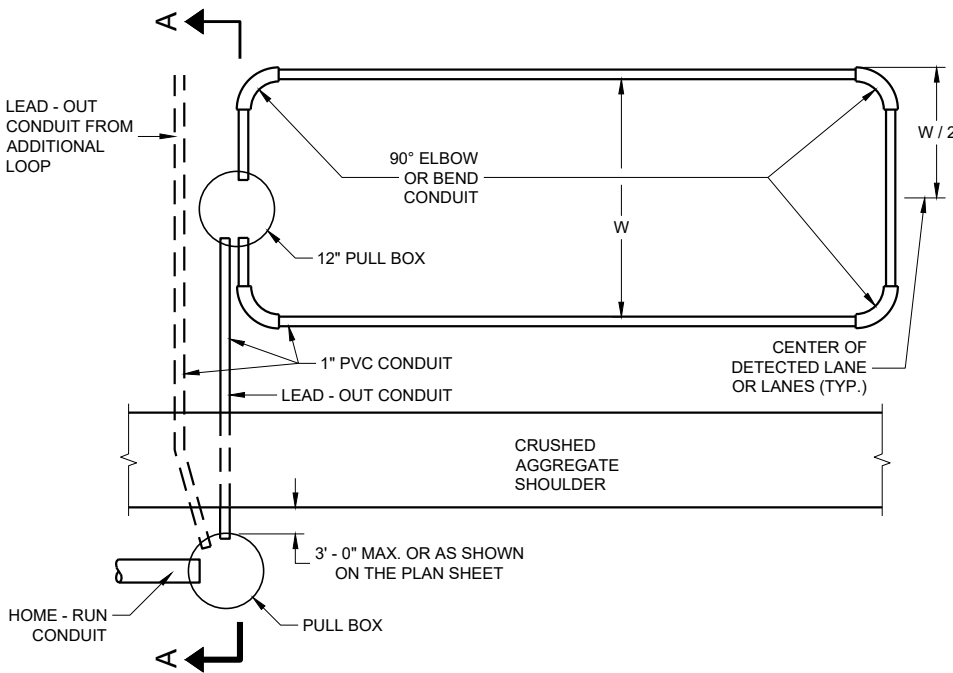 A
LEAD - OUT
CONDUIT FROM
ADDITIONAL
LOOP
90° ELBOW
OR BEND
CONDUIT
W
W / 2
12" PULL BOX
1" PVC CONDUIT
LEAD - OUT CONDUIT
CENTER OF
DETECTED LANE
OR LANES (TYP.)
CRUSHED
AGGREGATE
SHOULDER
3' - 0" MAX. OR AS SHOWN
ON THE PLAN SHEET
HOME - RUN
CONDUIT
PULL BOX
A